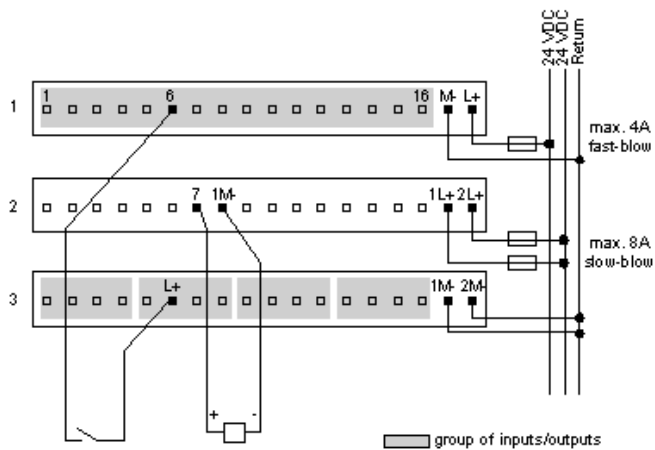 24 VDC
24 VDC
Return
1
1
6
16
M-
L+
max. 4A
fast-blow
2
7
1M-
1L+
2L+
max. 8A
slow-blow
3
L+
1M-
2M-
+
-
group of inputs/outputs